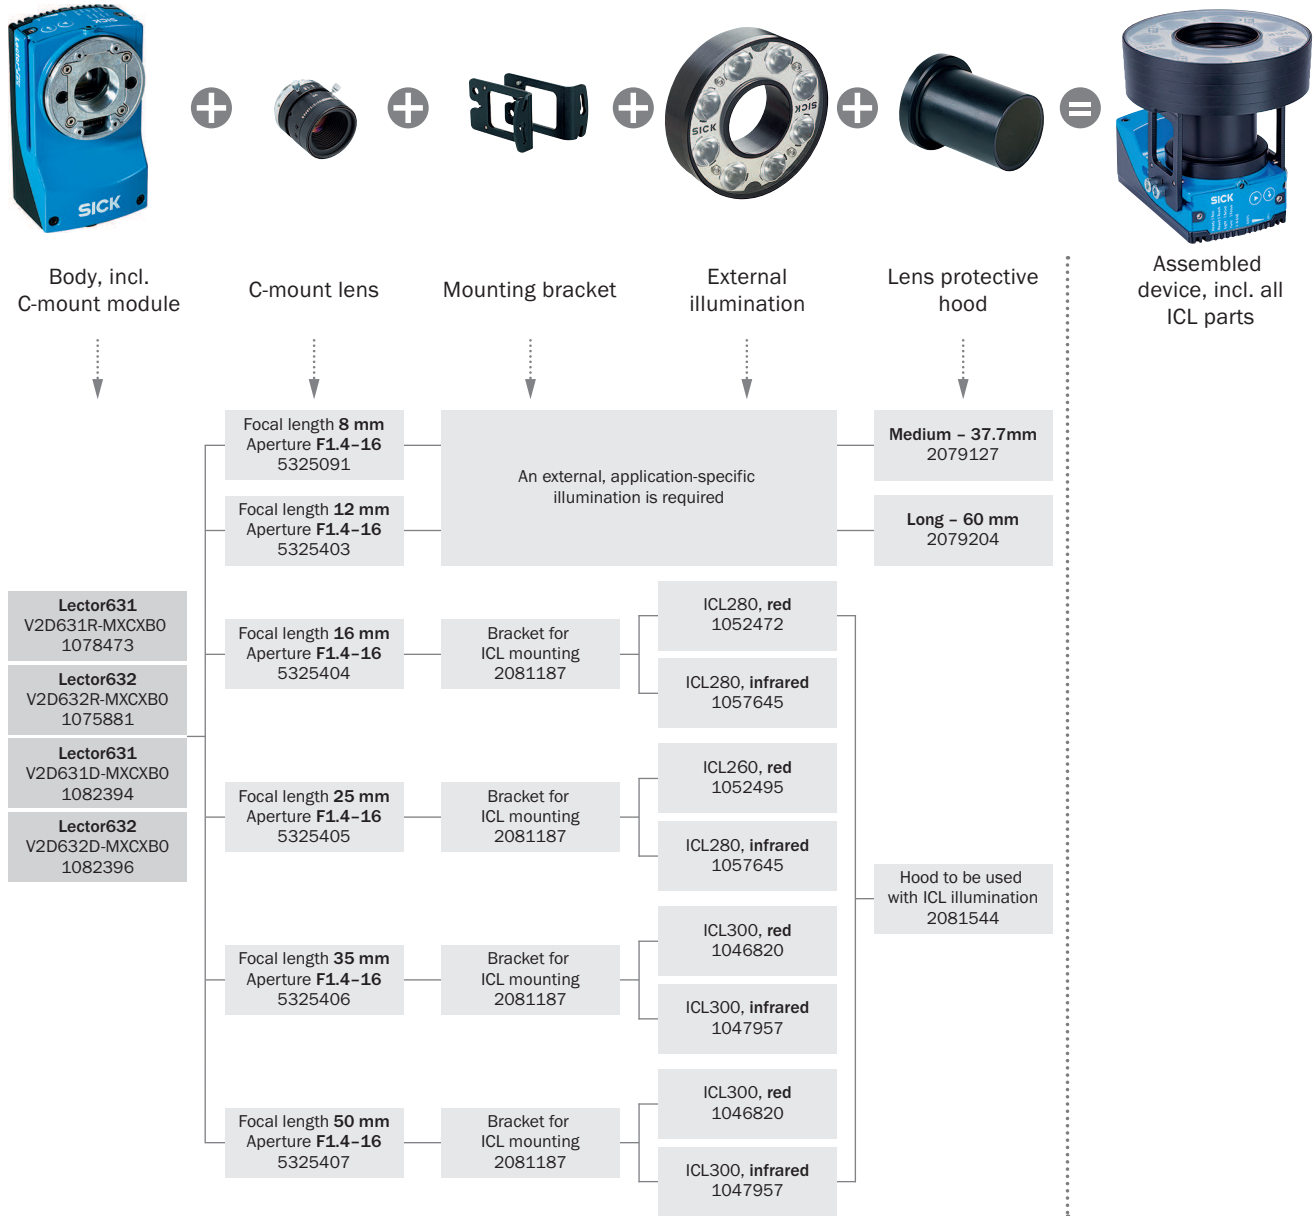 SICK
SICK
SICK
SICK
Body, incl.
C-mount module
C-mount lens
Mounting bracket
External
illumination
Lens protective
hood
Assembled
device, incl. all
ICL parts
Focal length 8 mm
Aperture F1.4–16
5325091
An external, application-specific
illumination is required
Medium – 37.7mm
2079127
Focal length 12 mm
Aperture F1.4–16
5325403
Long – 60 mm
2079204
Lector631
V2D631R-MXCXB0
1078473
Lector632
V2D632R-MXCXB0
1075881
Lector631
V2D631D-MXCXB0
1082394
Lector632
V2D632D-MXCXB0
1082396
Focal length 16 mm
Aperture F1.4–16
5325404
Bracket for
ICL mounting
2081187
ICL280, red
1052472
ICL280, infrared
1057645
Focal length 25 mm
Aperture F1.4–16
5325405
Bracket for
ICL mounting
2081187
ICL260, red
1052495
ICL280, infrared
1057645
Hood to be used
with ICL illumination
2081544
Focal length 35 mm
Aperture F1.4–16
5325406
Bracket for
ICL mounting
2081187
ICL300, red
1046820
ICL300, infrared
1047957
Focal length 50 mm
Aperture F1.4–16
5325407
Bracket for
ICL mounting
2081187
ICL300, red
1046820
ICL300, infrared
1047957